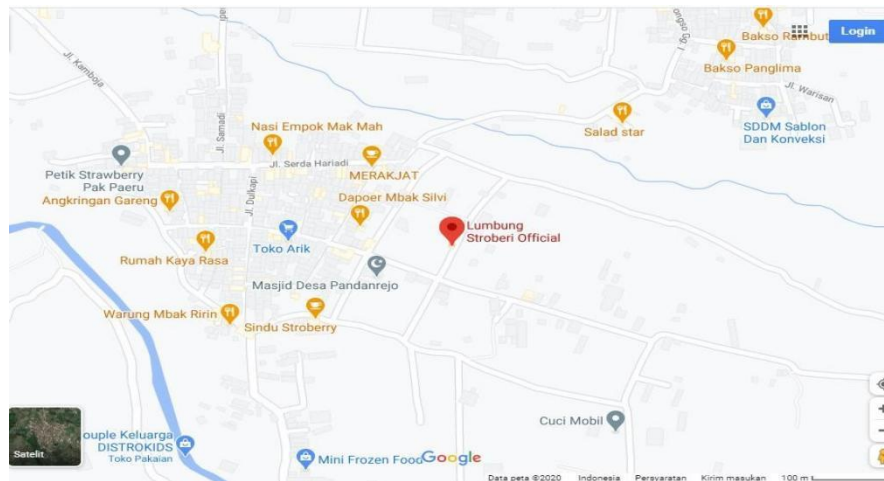 Bakso Rambut
Login
Bakso Panglima
Jl. Kamboja
Jl. Samadi
Jl. Warisan
Nasi Empok Mak Mah
Salad star
SDDM Sablon
Dan Konveksi
Jl. Serda Hariadi
Petik Strawberry
Pak Paeru
MERAKJAT
Angkringan Gareng
Jl. Dulkapi
Dapoer Mbak Silvi
Lumbung
Stroberi Official
Toko Arik
Rumah Kaya Rasa
Masjid Desa Pandanrejo
Warung Mbak Ririn
Sindu Stroberry
Cuci Mobil
ouple Keluarga
DISTROKIDS
Toko Pakaian
Satelit
Mini Frozen Food
Google
Data peta ©2020 Indonesia Persyaratan Kirim masukan 100 m